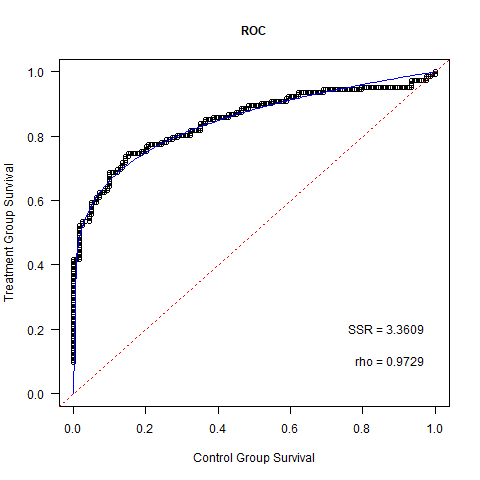 ROC
1.0
0.8
0.6
0.4
0.2
0.0
Treatment Group Survival
SSR = 3.3609
rho = 0.9729
0.0 0.2 0.4 0.6 0.8 1.0
Control Group Survival